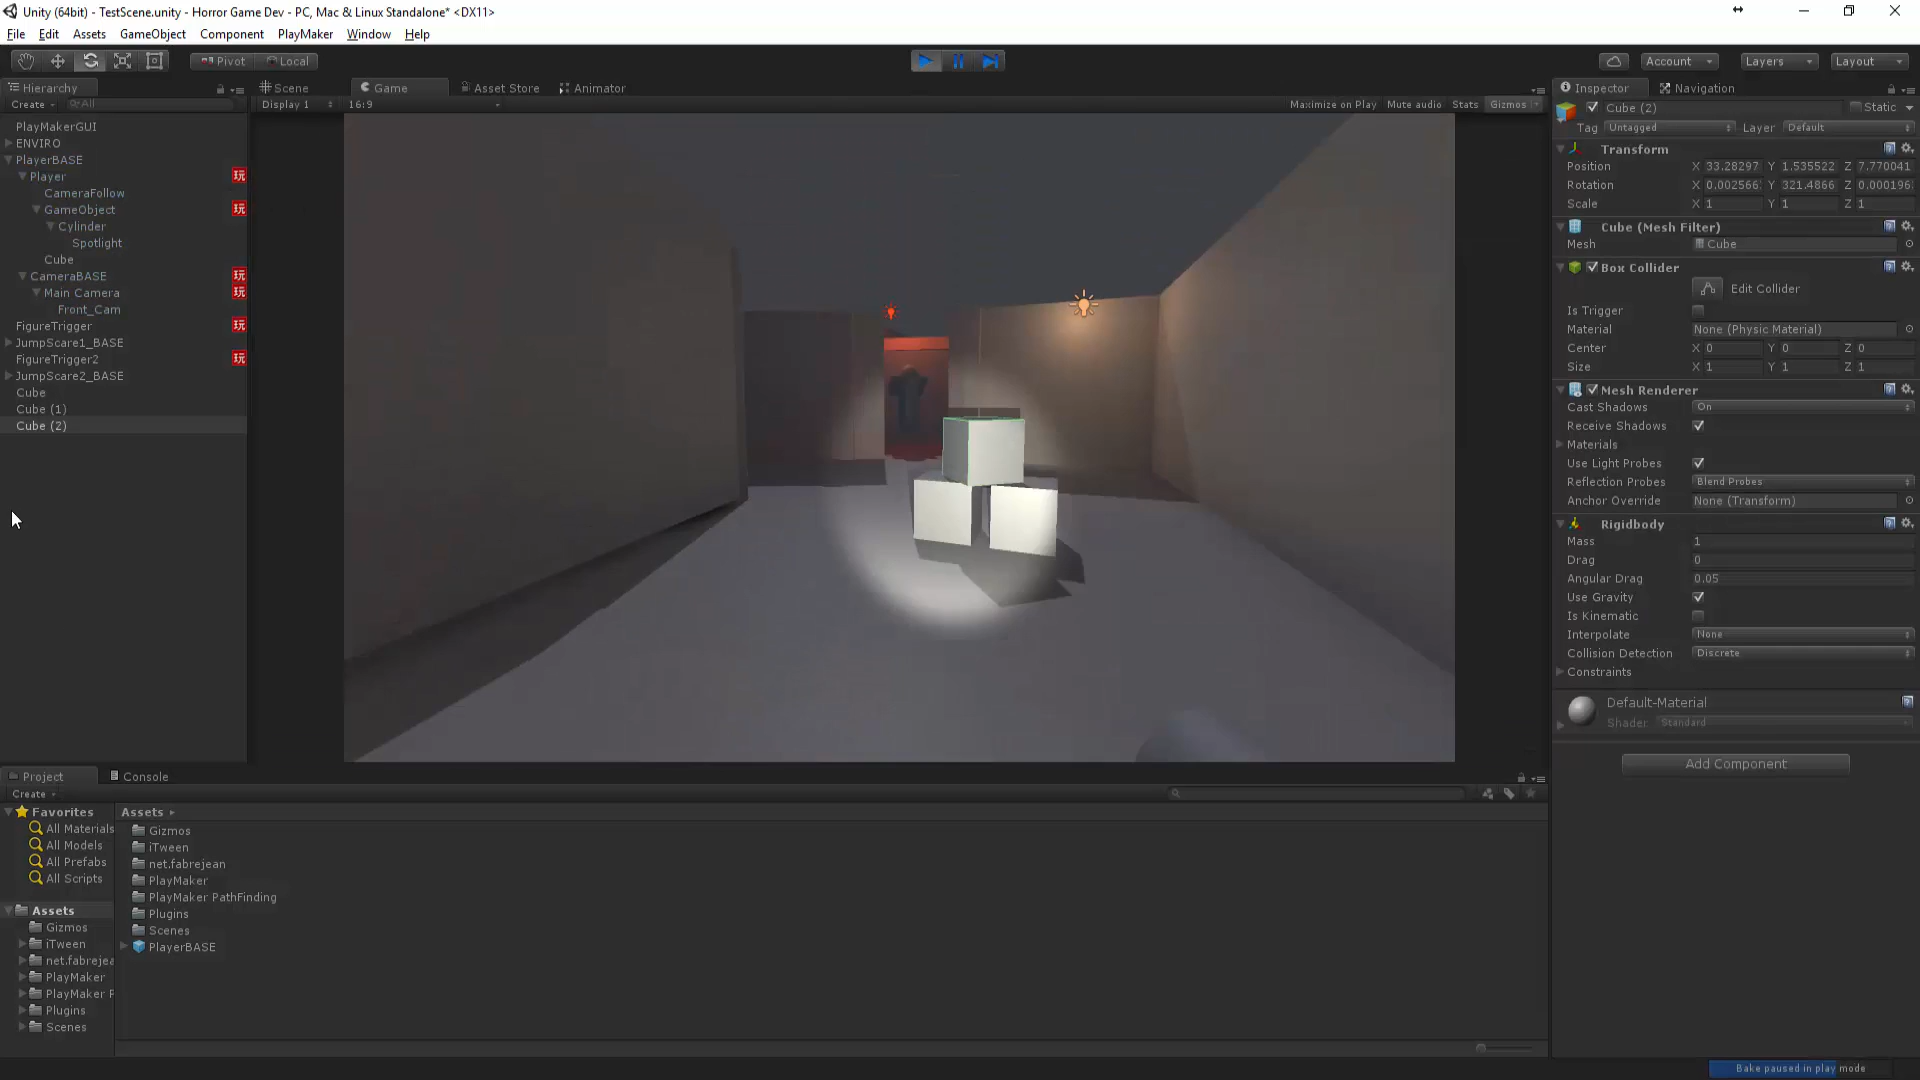 Unity (64bit) - TestScene.unity - Horror Game Dev - PC, Mac & Linux Standalone* <DX11>
File Edit Assets GameObject Component PlayMaker Window Help
Pivot Local Account Layers Layout
Hierarchy
Create All
PlayMakerGUI
ENVIRO
PlayerBASE
Player 玩
CameraFollow
GameObject 玩
Cylinder
Spotlight
Cube
CameraBASE 玩
Main Camera 玩
Front_Cam
FigureTrigger 玩
JumpScare1_BASE
FigureTrigger2 玩
JumpScare2_BASE
Cube
Cube (1)
Cube (2)
Scene Game Asset Store Animator
Display 1 16:9 Maximize on Play Mute audio Stats Gizmos
Inspector Navigation
Cube (2) Static
Tag Untagged Layer Default
Transform
Position X 33.28297 Y 1.535522 Z 7.770041
Rotation X 0.002566 Y 321.4866 Z 0.000196
Scale X 1 Y 1 Z 1
Cube (Mesh Filter)
Mesh Cube
Box Collider
Edit Collider
Is Trigger
Material None (Physic Material)
Center X 0 Y 0 Z 0
Size X 1 Y 1 Z 1
Mesh Renderer
Cast Shadows On
Receive Shadows
Materials
Use Light Probes
Reflection Probes Blend Probes
Anchor Override None (Transform)
Rigidbody
Mass 1
Drag 0
Angular Drag 0.05
Use Gravity
Is Kinematic
Interpolate None
Collision Detection Discrete
Constraints
Default-Material
Shader Standard
Add Component
Project Console
Create
Favorites
All Materials
All Models
All Prefabs
All Scripts
Assets
Gizmos
iTween
net.fabrejea
PlayMaker
PlayMaker P
Plugins
Scenes
Assets
Gizmos
iTween
net.fabrejean
PlayMaker
PlayMaker PathFinding
Plugins
Scenes
PlayerBASE
Bake paused in play mode